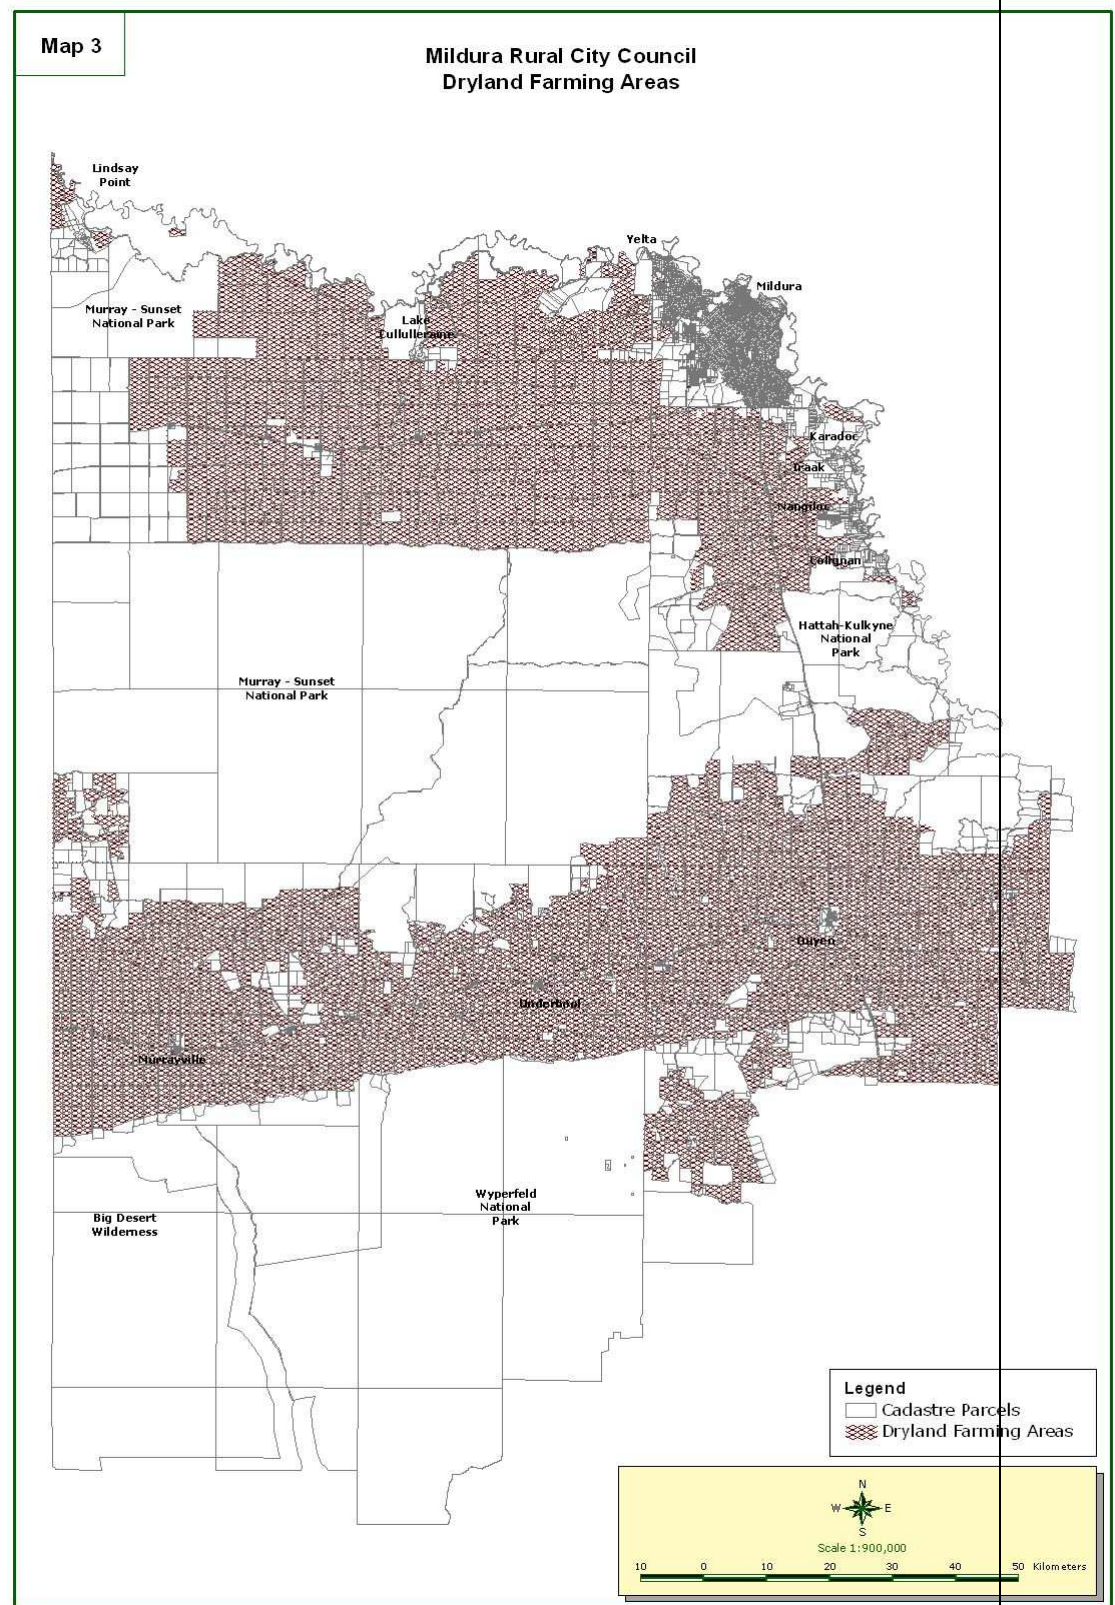 Map 3
Mildura Rural City Council
Dryland Farming Areas
Lindsay
Point
Yelta
Mildura
Murray - Sunset
National Park
Lake
Cullulleraine
Karadoc
Iraak
Nangiloc
Colignan
Hattah-Kulkyne
National
Park
Murray - Sunset
National Park
Ouyen
Underbool
Murrayville
Wyperfeld
National
Park
Big Desert
Wilderness
Legend
Cadastre Parcels
Dryland Farming Areas
N
W E
S
Scale 1:900,000
10 0 10 20 30 40 50 Kilometers